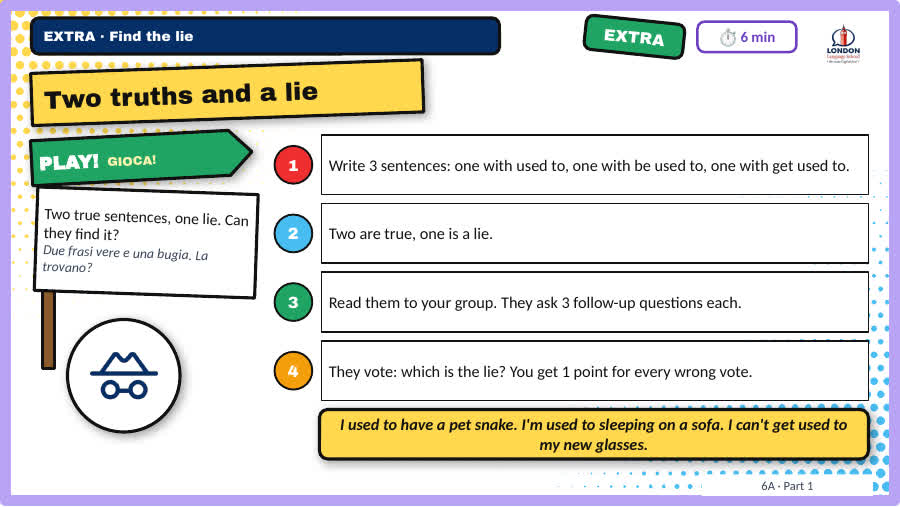 EXTRA · Find the lie
EXTRA
6 min
LONDON
Two truths and a lie
PLAY! GIOCA!
Two true sentences, one lie. Can
they find it?
Due frasi vere e una bugia. La
trovano?
1
Write 3 sentences: one with used to, one with be used to, one with get used to.
2
Two are true, one is a lie.
3
Read them to your group. They ask 3 follow-up questions each.
4
They vote: which is the lie? You get 1 point for every wrong vote.
I used to have a pet snake. I'm used to sleeping on a sofa. I can't get used to
my new glasses.
6A · Part 1